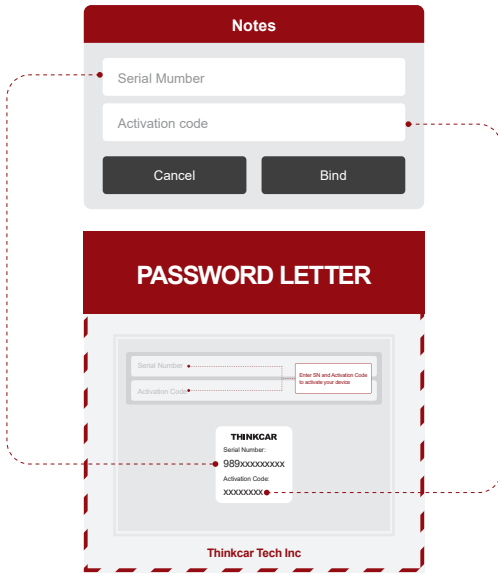 Notes
Serial Mumber
Activation code
Cancel Bind
PASSWORD LETTER
Serial Number
Activation Code
Enter SN and Activation Code
to activate your device
THINKCAR
Serial Number:
989xxxxxxxxx
Activation Code:
xxxxxxxx
Thinkcar Tech Inc